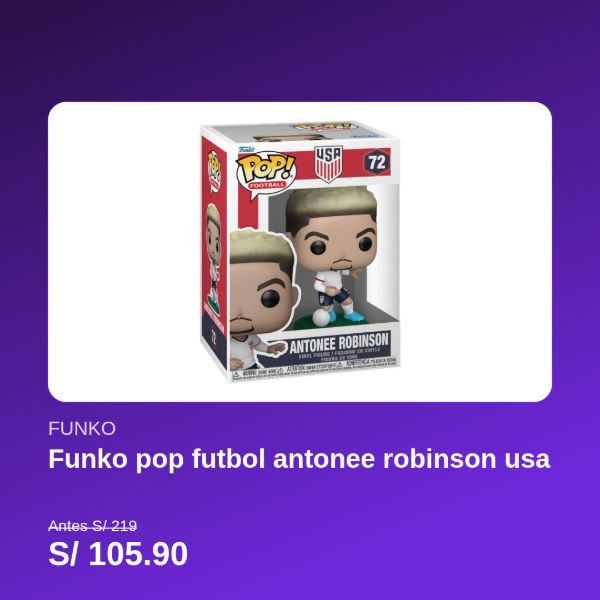 Funko
POP!
FOOTBALL
USA
72
ANTONEE ROBINSON
VINYL FIGURE / FIGURINE EN VINYLE
FIGURA DE VINIL
FUNKO
Funko pop futbol antonee robinson usa
Antes S/ 219
S/ 105.90